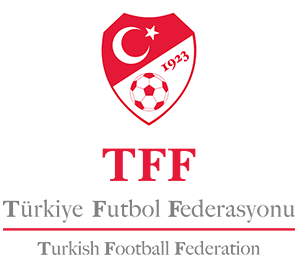 1923
TFF
Türkiye Futbol Federasyonu
Turkish Football Federation